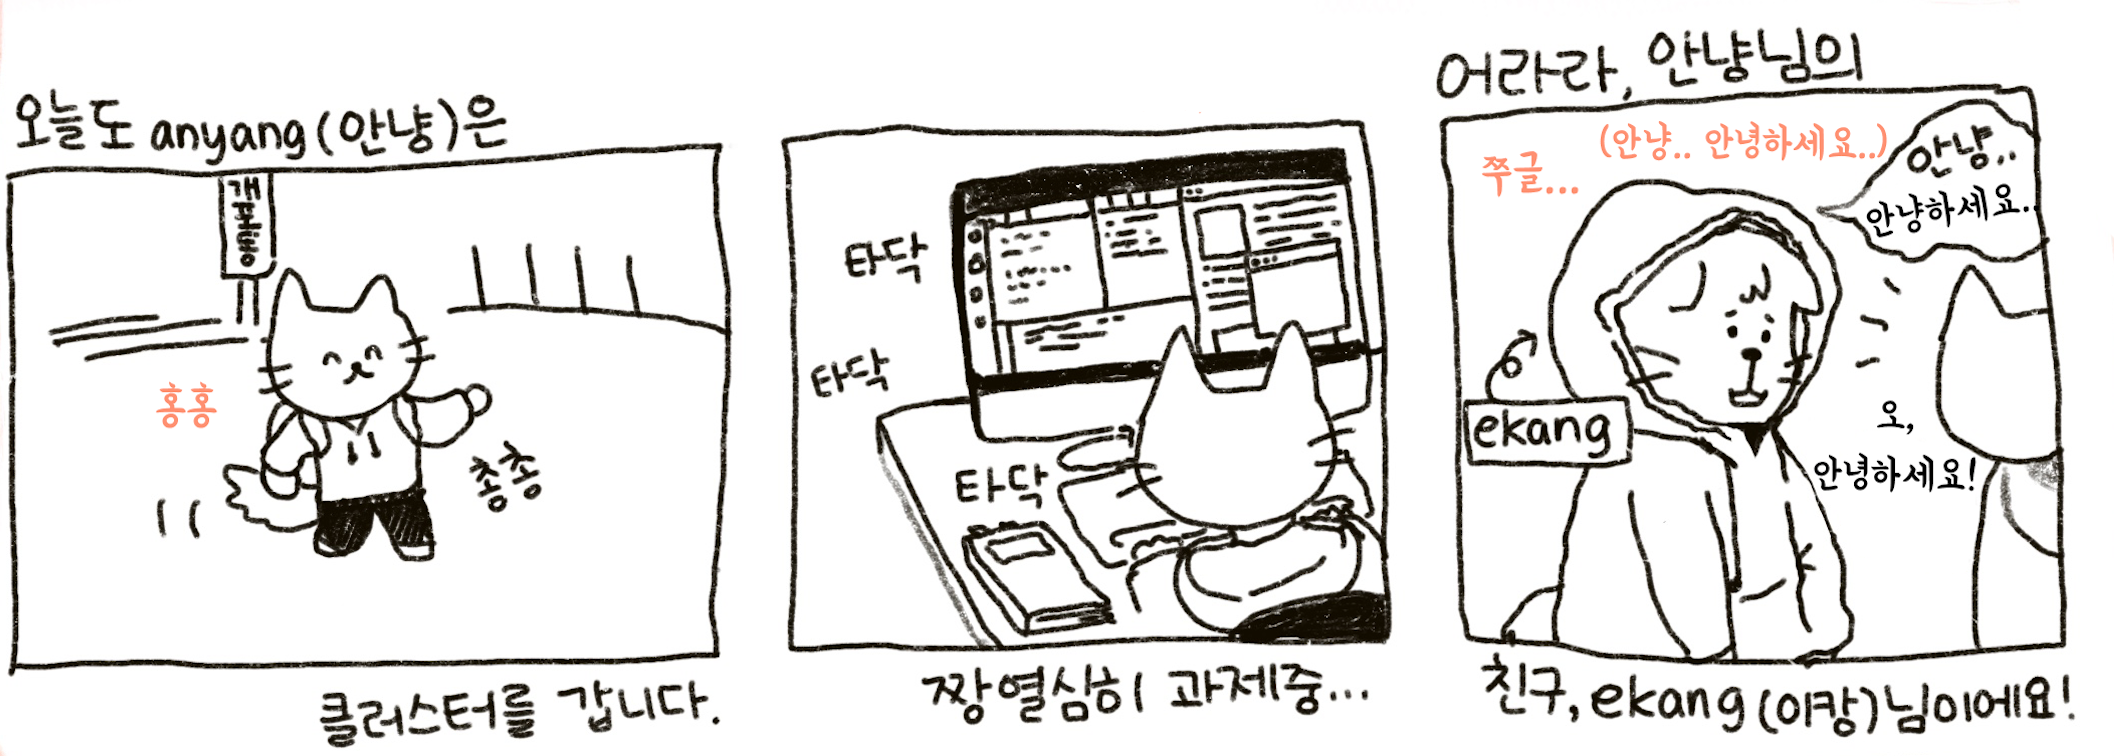 오늘도 anyang(안냥)은
개포동
홍홍
총총
클러스터를 갑니다.
타닥
타닥
타닥
짱열심히 과제중...
어라라, 안냥님의
(안냥.. 안녕하세요..)
쭈글...
안냥..
안냥하세요..
ekang
오,
안녕하세요!
친구, ekang(이캉)님이에요!